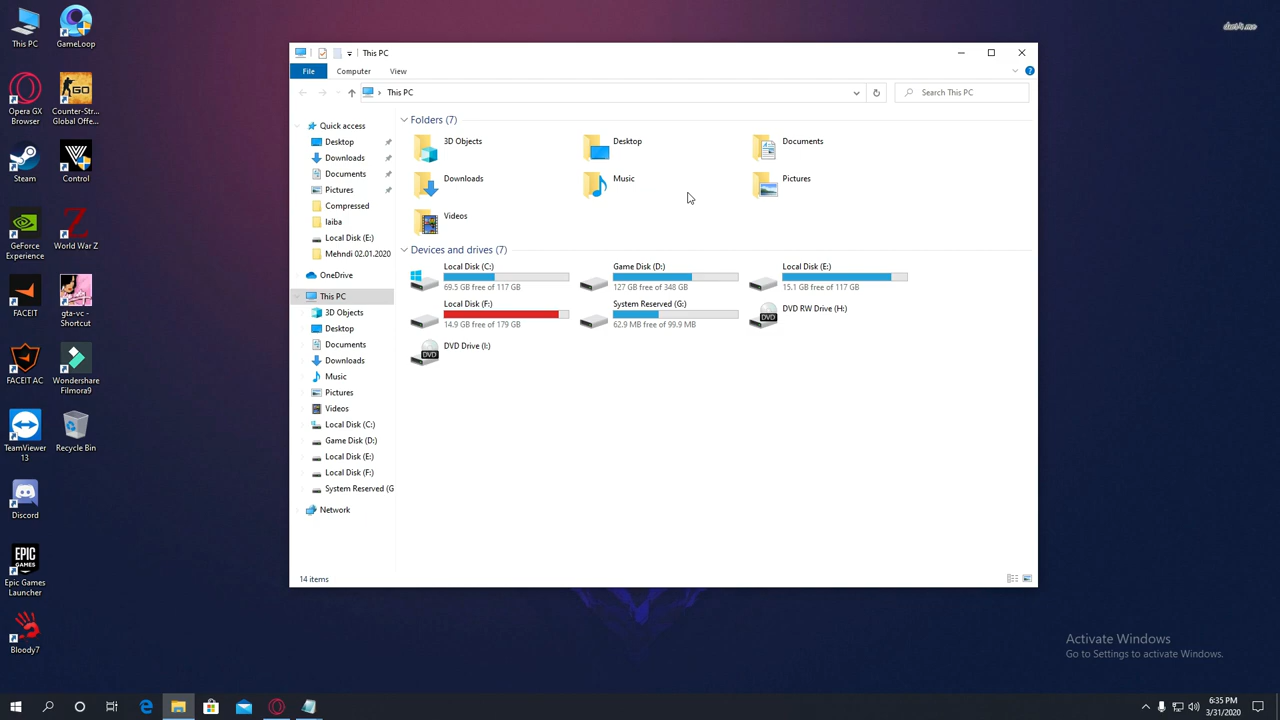 This PC
GameLoop
Opera GX
Browser
Counter-Str...
Global Offe...
Steam
Control
GeForce
Experience
World War Z
FACEIT
gta-vc -
Shortcut
FACEIT AC
Wondershare
Filmora9
TeamViewer
13
Recycle Bin
Discord
EPIC
GAMES
Epic Games
Launcher
Bloody7
This PC
File
Computer
View
This PC
Search This PC
Quick access
Desktop
Downloads
Documents
Pictures
Compressed
laiba
Local Disk (E:)
Mehndi 02.01.2020
OneDrive
This PC
3D Objects
Desktop
Documents
Downloads
Music
Pictures
Videos
Local Disk (C:)
Game Disk (D:)
Local Disk (E:)
Local Disk (F:)
System Reserved (G
Network
Folders (7)
3D Objects
Desktop
Documents
Downloads
Music
Pictures
Videos
Devices and drives (7)
Local Disk (C:)
69.5 GB free of 117 GB
Game Disk (D:)
127 GB free of 348 GB
Local Disk (E:)
15.1 GB free of 117 GB
Local Disk (F:)
14.9 GB free of 179 GB
System Reserved (G:)
62.9 MB free of 99.9 MB
DVD
DVD RW Drive (H:)
DVD
DVD Drive (I:)
14 items
Activate Windows
Go to Settings to activate Windows.
6:35 PM
3/31/2020